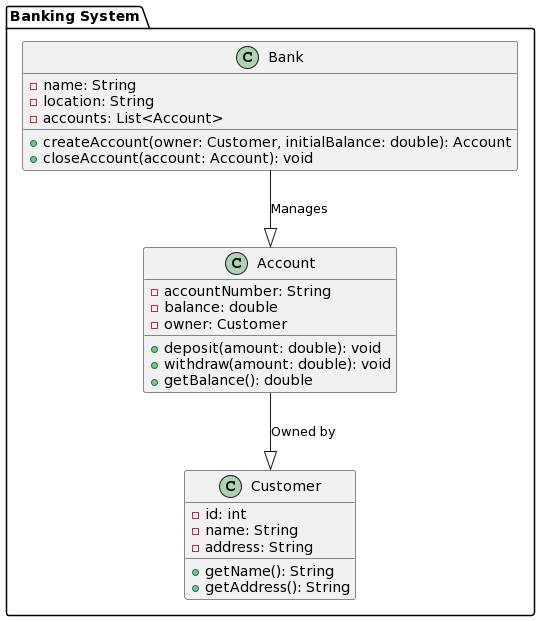 Banking System
C Bank
name: String
location: String
accounts: List<Account>
createAccount(owner: Customer, initialBalance: double): Account
closeAccount(account: Account): void
Manages
C Account
accountNumber: String
balance: double
owner: Customer
deposit(amount: double): void
withdraw(amount: double): void
getBalance(): double
Owned by
C Customer
id: int
name: String
address: String
getName(): String
getAddress(): String